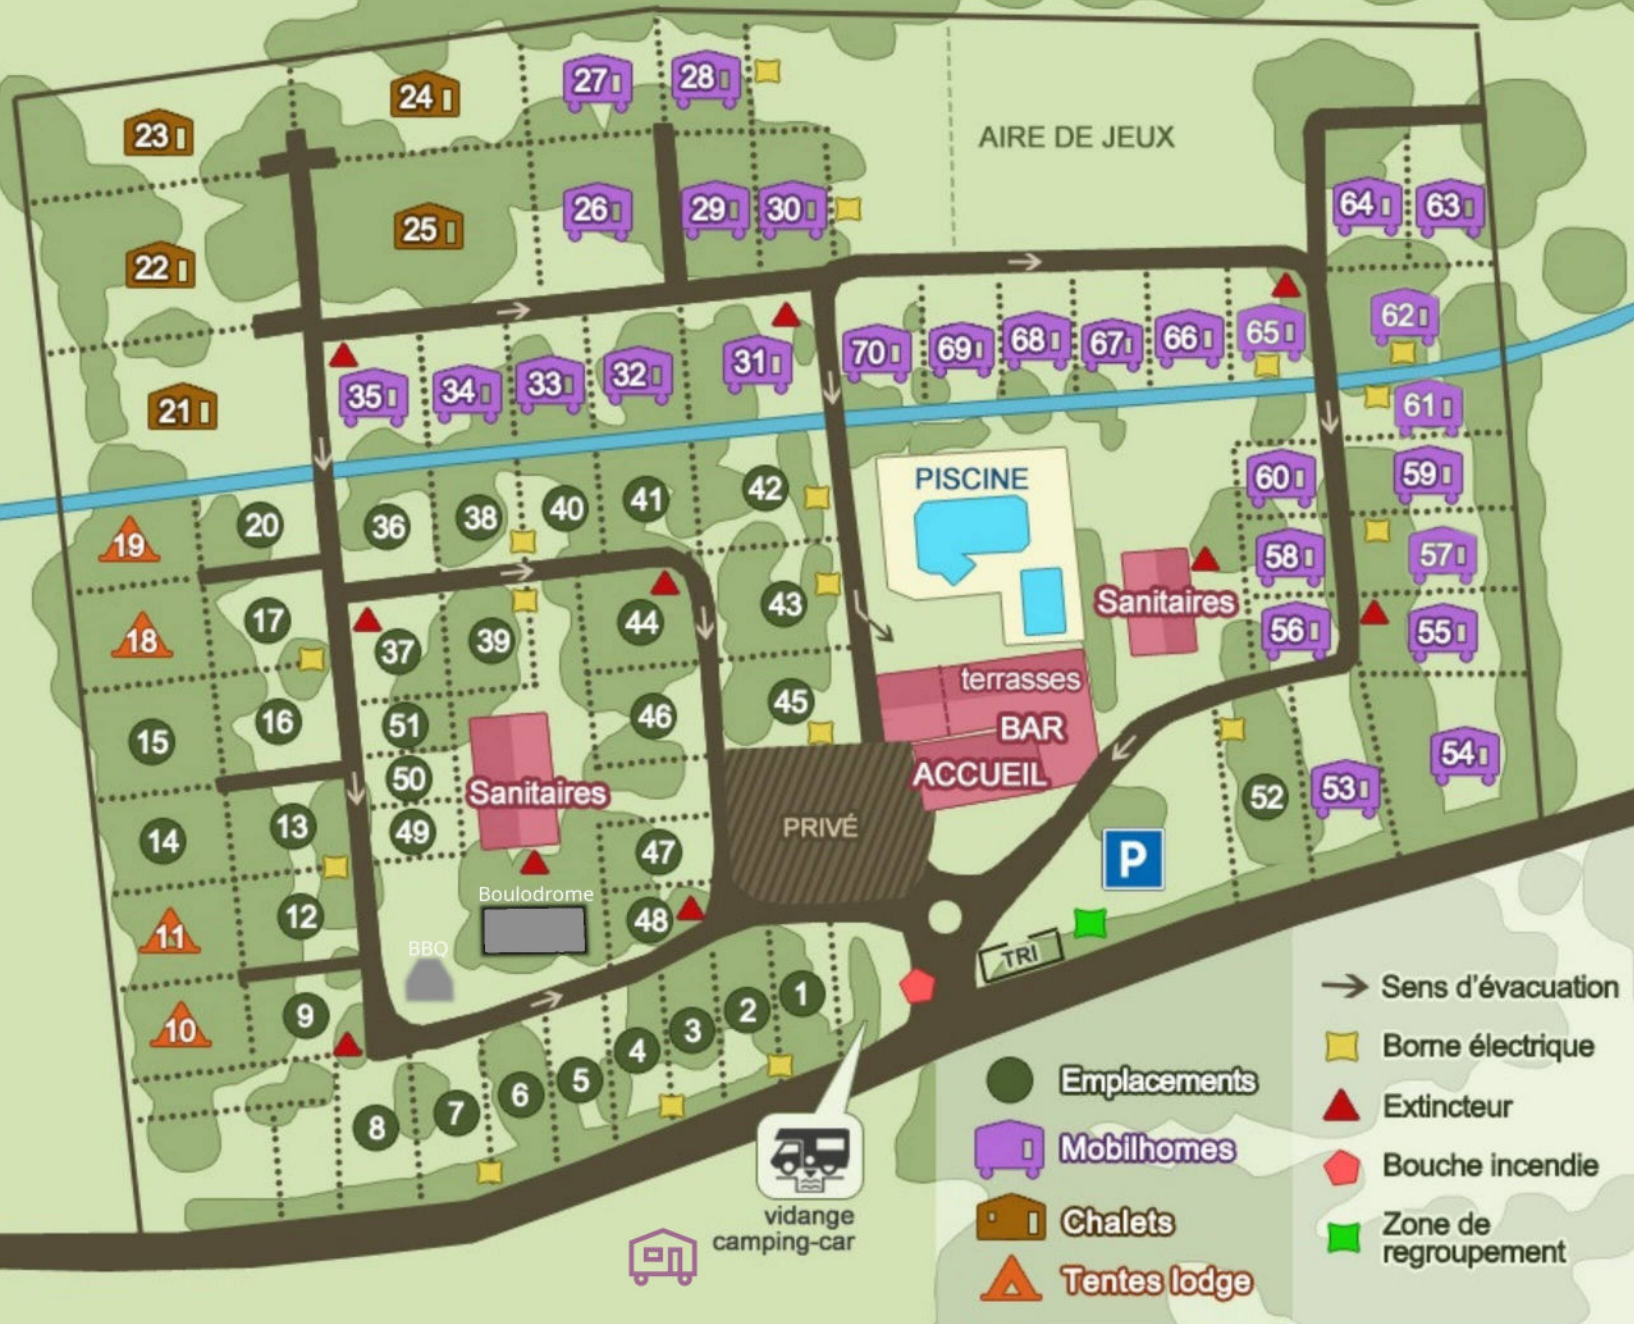 24
27
28
23
AIRE DE JEUX
25
26
29
30
64
63
22
21
35
34
33
32
31
70
69
68
67
66
65
62
61
PISCINE
60
59
20
36
38
40
41
42
19
58
57
Sanitaires
56
55
18
17
37
39
44
43
terrasses
BAR
ACCUEIL
15
16
51
46
45
54
50
Sanitaires
52
53
49
PRIVÉ
P
14
13
47
Boulodrome
11
12
48
BBQ
TRI
10
9
1
2
3
4
5
6
7
8
vidange
camping-car
Emplacements
Mobilhomes
Chalets
Tentes lodge
Sens d'évacuation
Borne électrique
Extincteur
Bouche incendie
Zone de
regroupement